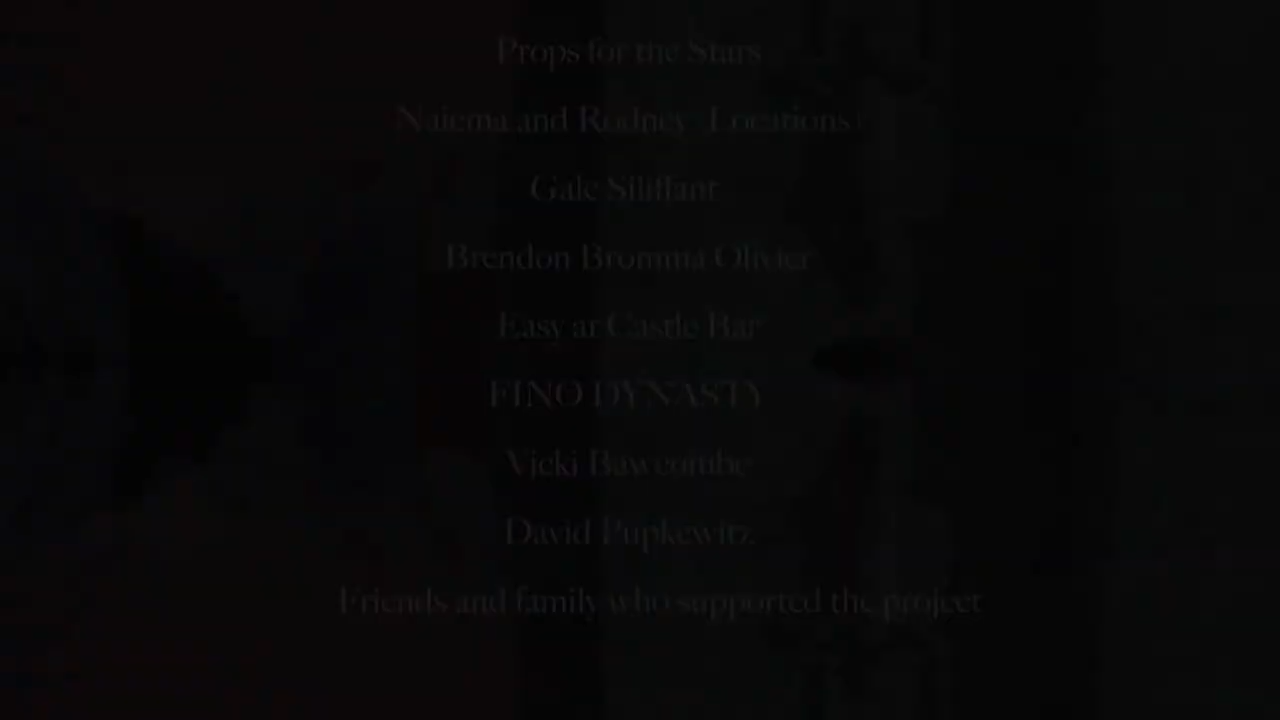 Props for the Stars
Naiema and Rodney (Locations)
Gale Siliffant
Brendon Bromma Olivier
Easy at Castle Bar
FINO DYNASTY
Vicki Bawcombe
David Pupkewitz
Friends and family who supported the project